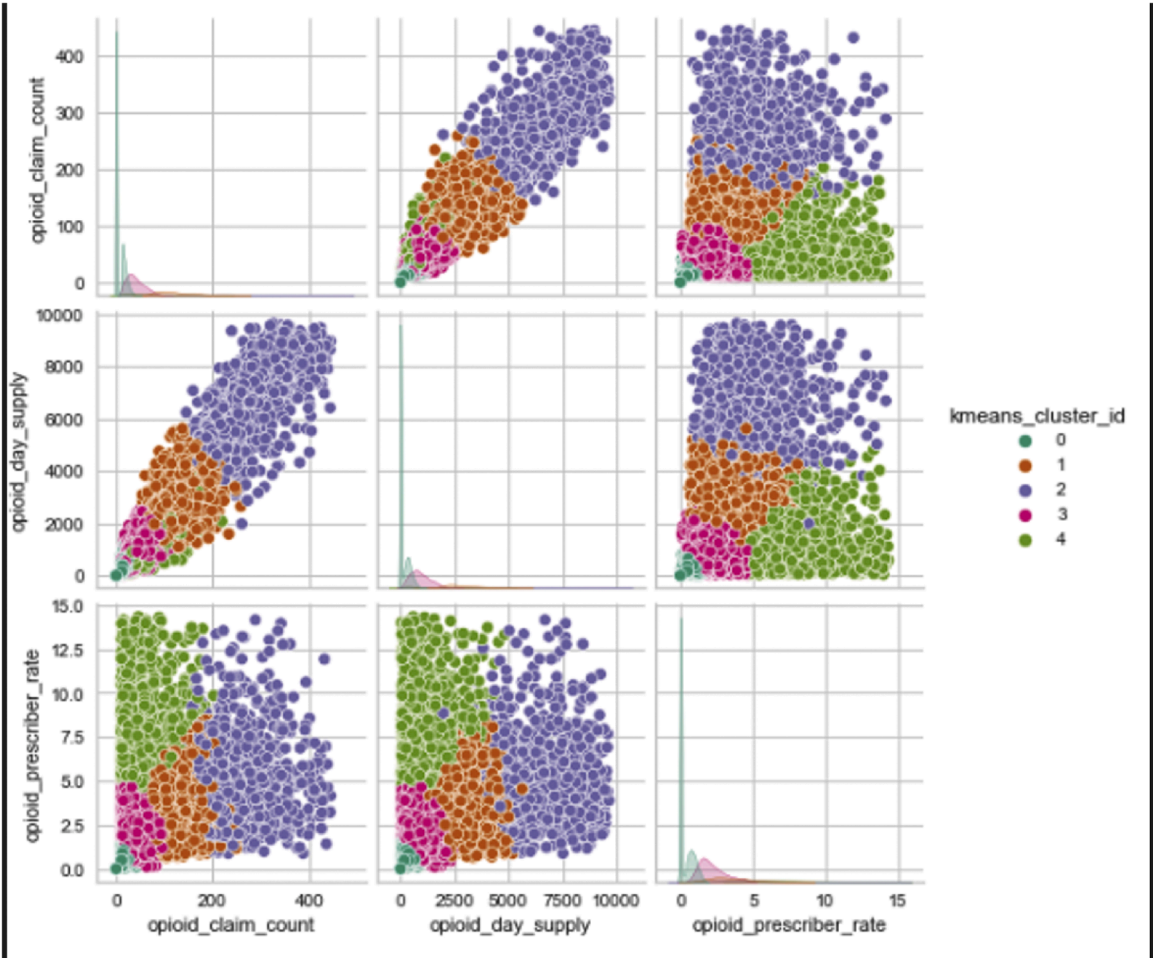 opioid_claim_count
400
300
200
100
0
opioid_day_supply
10000
8000
6000
4000
2000
0
opioid_prescriber_rate
15.0
12.5
10.0
7.5
5.0
2.5
0.0
0 200 400
0 2500 5000 7500 10000
0 5 10 15
opioid_claim_count
opioid_day_supply
opioid_prescriber_rate
kmeans_cluster_id
0
1
2
3
4